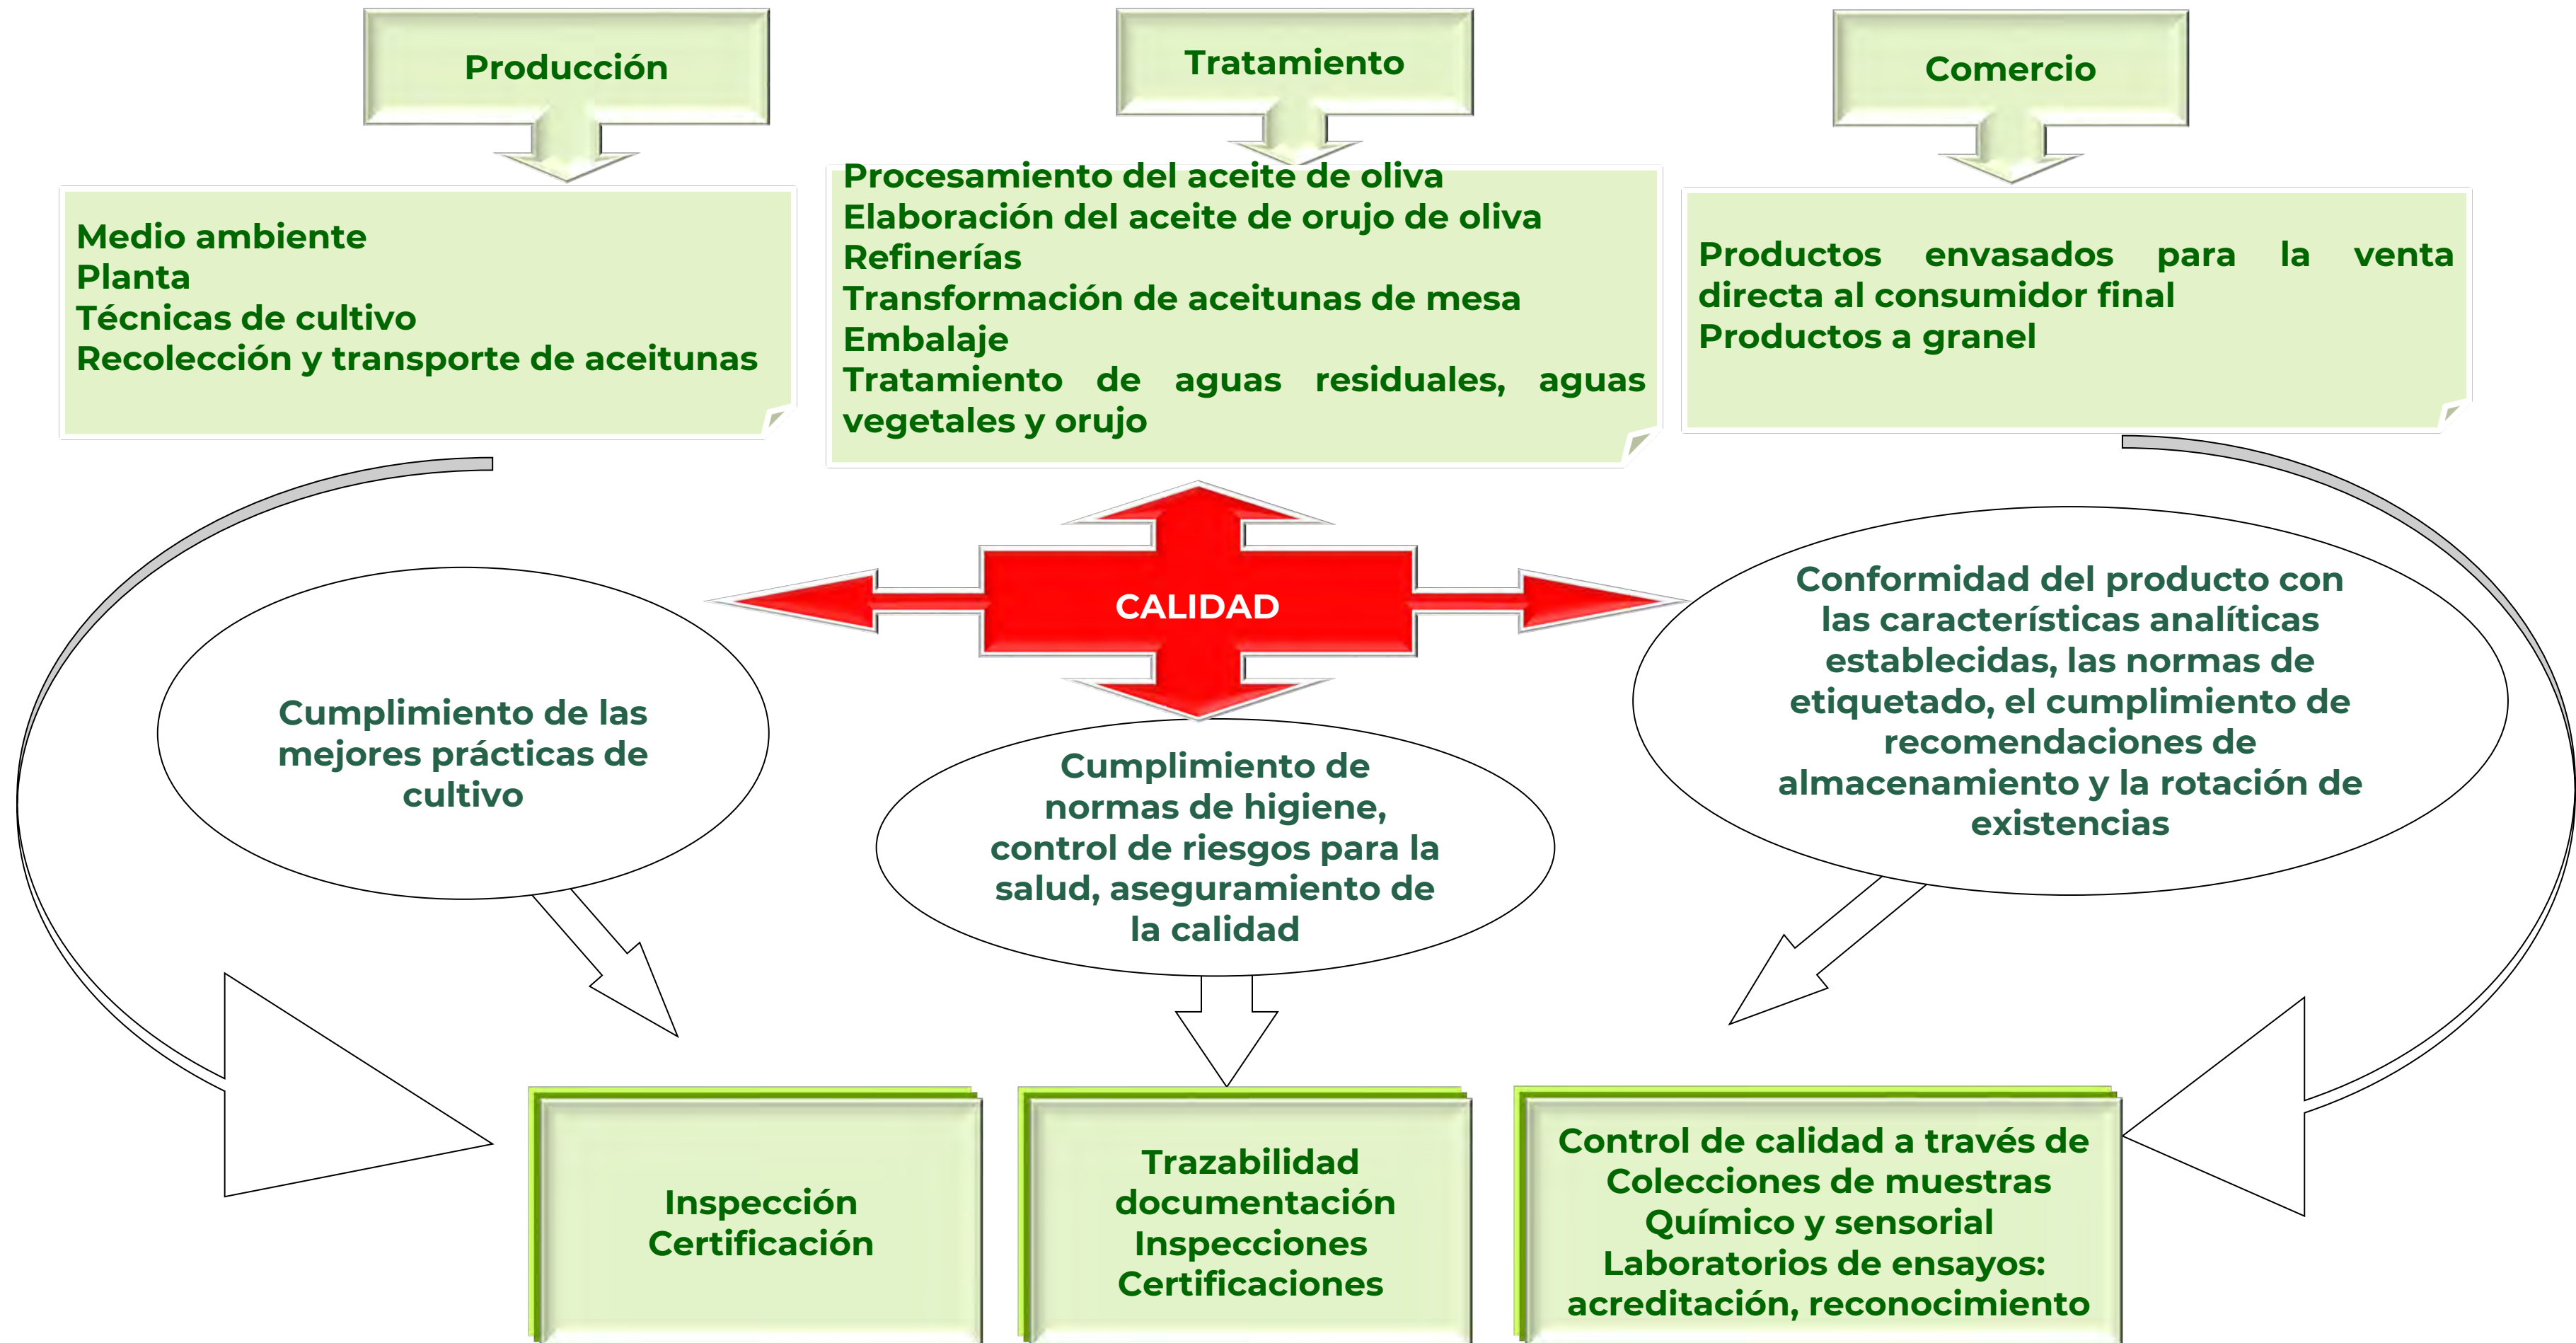 Producción
Tratamiento
Comercio
Medio ambiente
Planta
Técnicas de cultivo
Recolección y transporte de aceitunas
Procesamiento del aceite de oliva
Elaboración del aceite de orujo de oliva
Refinerías
Transformación de aceitunas de mesa
Embalaje
Tratamiento de aguas residuales, aguas
vegetales y orujo
Productos envasados para la venta
directa al consumidor final
Productos a granel
CALIDAD
Cumplimiento de las
mejores prácticas de
cultivo
Cumplimiento de
normas de higiene,
control de riesgos para la
salud, aseguramiento de
la calidad
Conformidad del producto con
las características analíticas
establecidas, las normas de
etiquetado, el cumplimiento de
recomendaciones de
almacenamiento y la rotación de
existencias
Inspección
Certificación
Trazabilidad
documentación
Inspecciones
Certificaciones
Control de calidad a través de
Colecciones de muestras
Químico y sensorial
Laboratorios de ensayos:
acreditación, reconocimiento